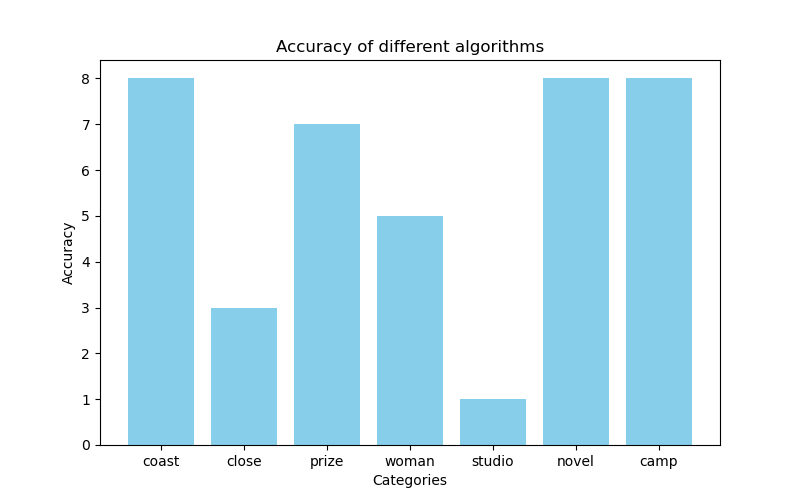 Accuracy of different algorithms
8
7
6
5
4
3
2
1
0
Accuracy
coast close prize woman studio novel camp
Categories